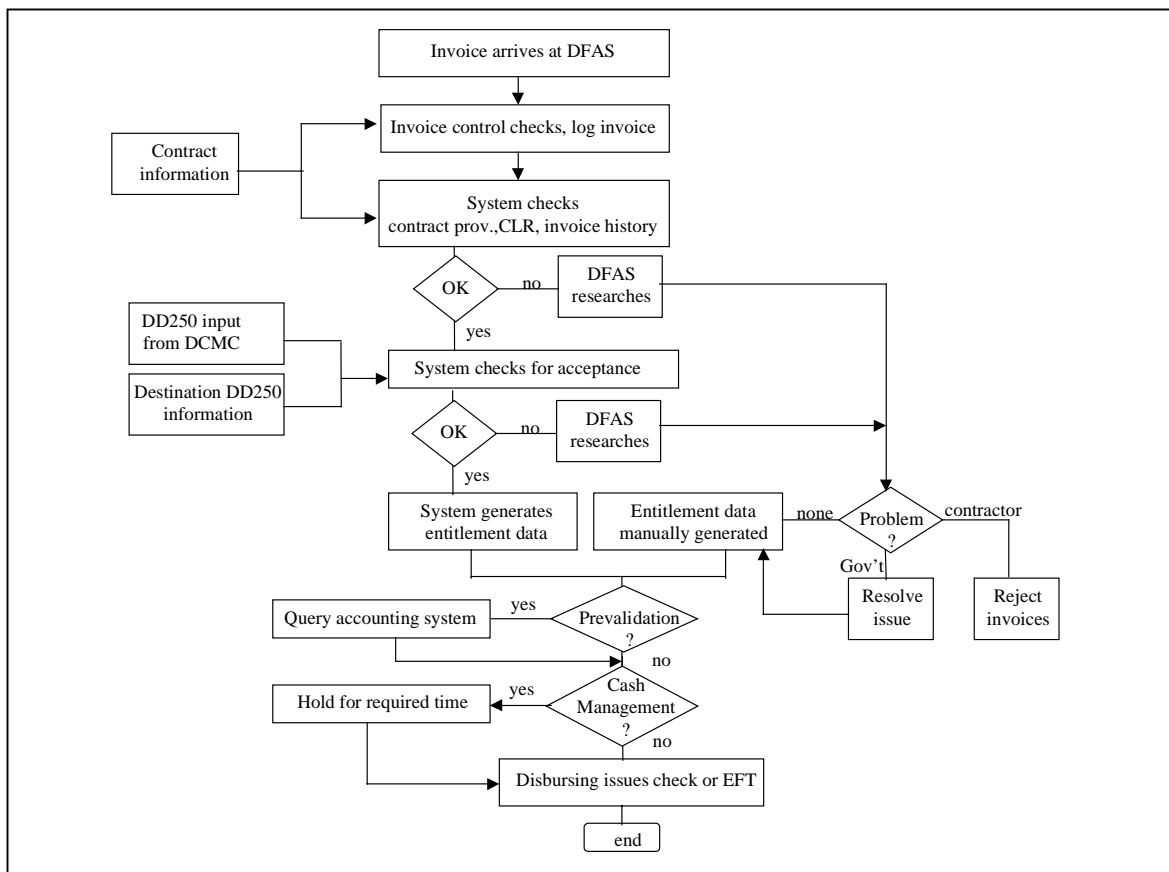 Invoice arrives at DFAS
Invoice control checks, log invoice
Contract
information
System checks
contract prov.,CLR, invoice history
OK
no
DFAS
researches
yes
DD250 input
from DCMC
System checks for acceptance
Destination DD250
information
OK
no
DFAS
researches
yes
System generates
entitlement data
Entitlement data
manually generated
none
Problem
?
contractor
Gov't
Resolve
issue
Reject
invoices
Query accounting system
yes
Prevalidation
?
no
Hold for required time
yes
Cash
Management
?
no
Disbursing issues check or EFT
end